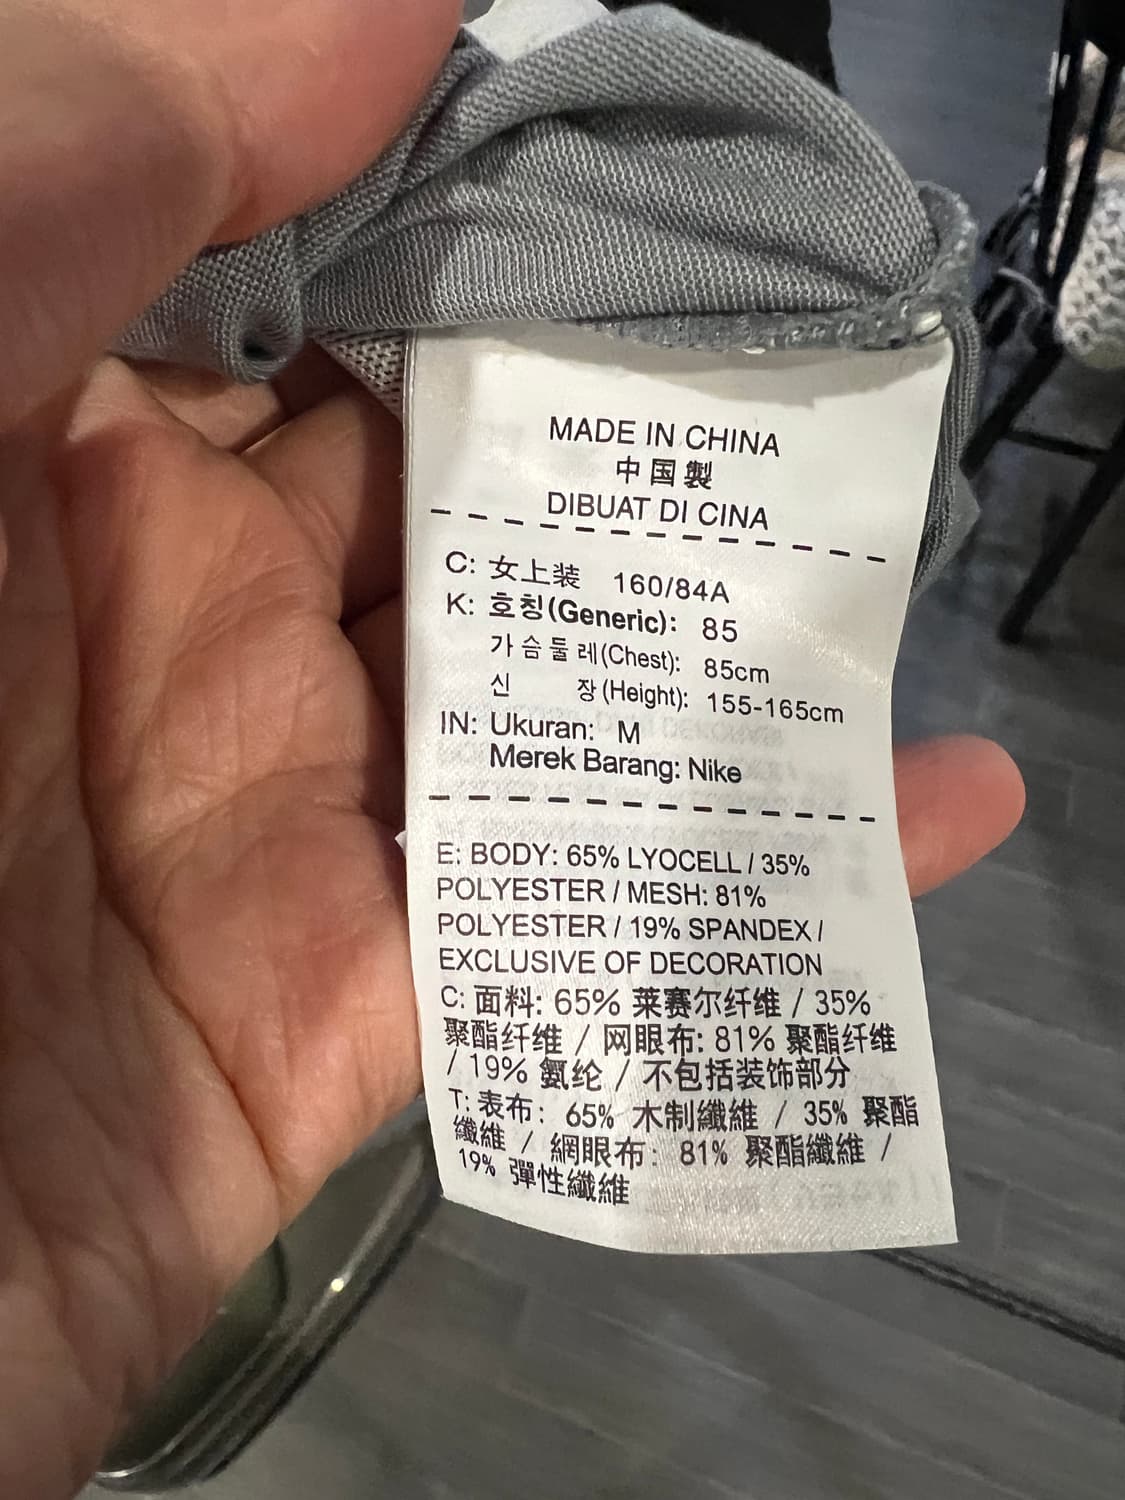 MADE IN CHINA
中国製
DIBUAT DI CINA
C: 女上装 160/84A
K: 호칭(Generic): 85
가슴둘레(Chest): 85cm
신 장(Height): 155-165cm
IN: Ukuran: M
Merek Barang: Nike
E: BODY: 65% LYOCELL / 35%
POLYESTER / MESH: 81%
POLYESTER / 19% SPANDEX /
EXCLUSIVE OF DECORATION
C: 面料: 65% 莱赛尔纤维 / 35%
聚酯纤维 / 网眼布: 81% 聚酯纤维
/ 19% 氨纶 / 不包括装饰部分
T: 表布: 65% 木制纖維 / 35% 聚酯
纖維 / 網眼布: 81% 聚酯纖維 /
19% 彈性纖維